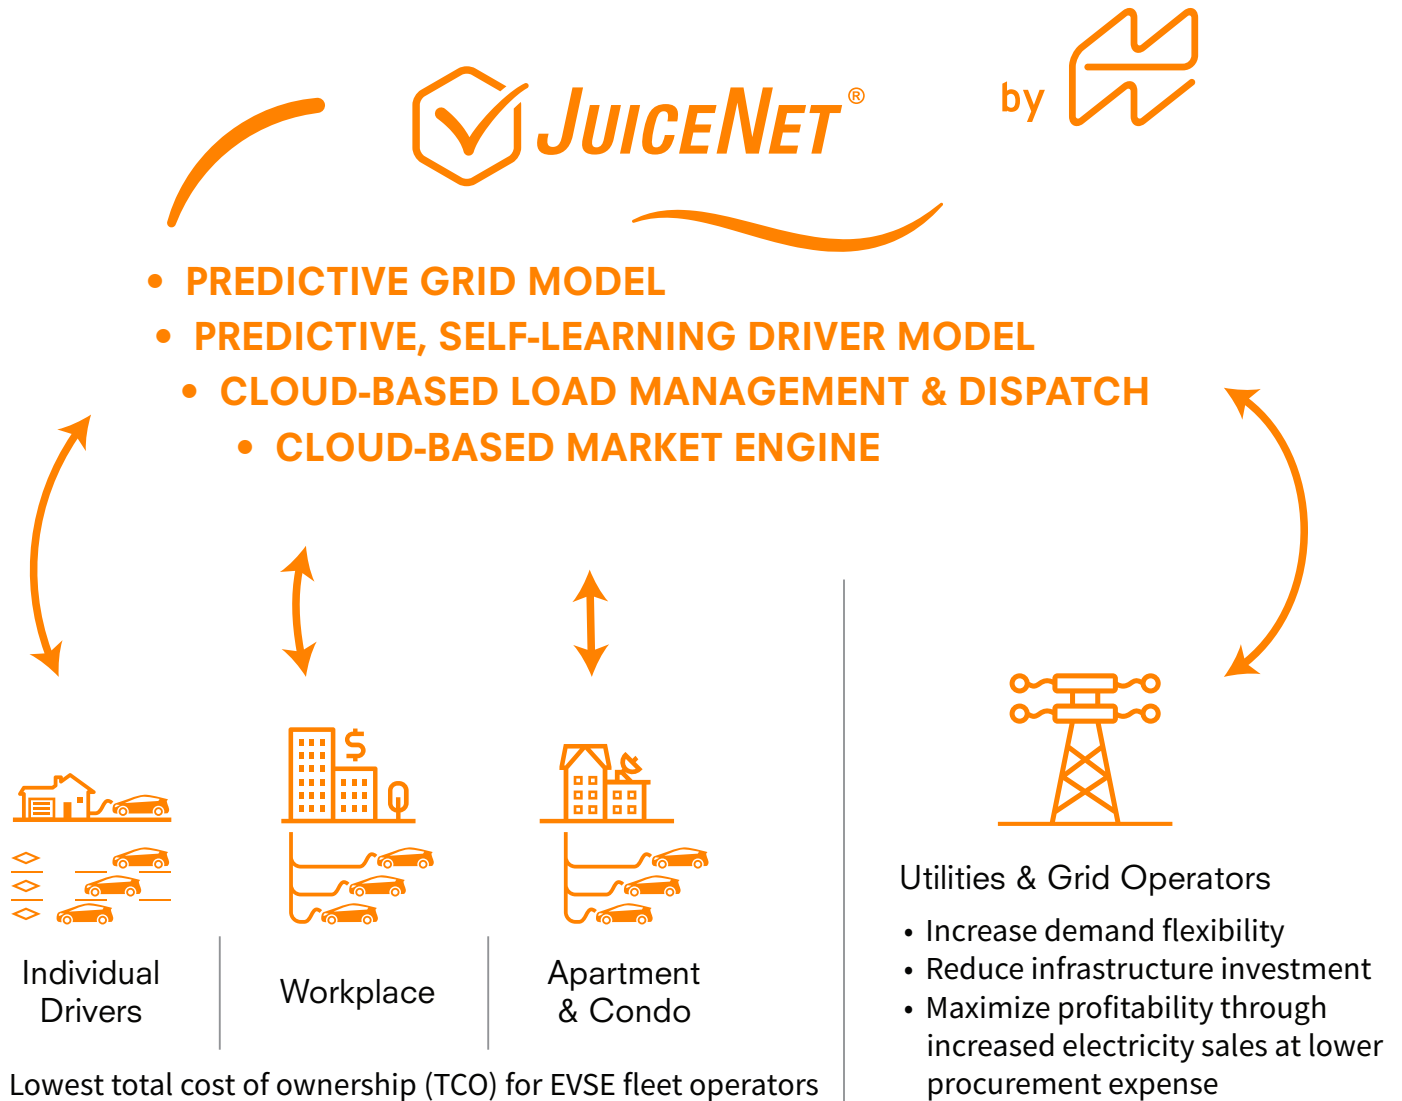 JUICENET®
by
• PREDICTIVE GRID MODEL
• PREDICTIVE, SELF-LEARNING DRIVER MODEL
• CLOUD-BASED LOAD MANAGEMENT & DISPATCH
• CLOUD-BASED MARKET ENGINE
$
Individual
Drivers
Workplace
Apartment
& Condo
Lowest total cost of ownership (TCO) for EVSE fleet operators
Utilities & Grid Operators
• Increase demand flexibility
• Reduce infrastructure investment
• Maximize profitability through
increased electricity sales at lower
procurement expense